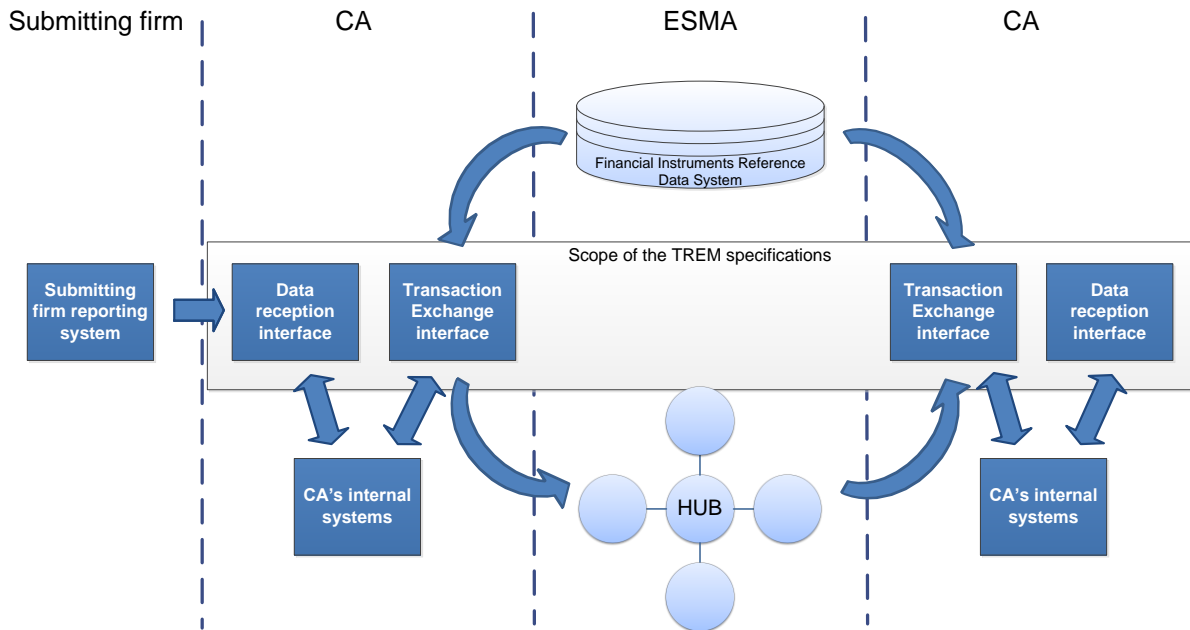 Submitting firm
CA
ESMA
CA
Financial Instruments Reference
Data System
Scope of the TREM specifications
Submitting
firm reporting
system
Data
reception
interface
Transaction
Exchange
interface
Transaction
Exchange
interface
Data
reception
interface
CA's internal
systems
HUB
CA's internal
systems